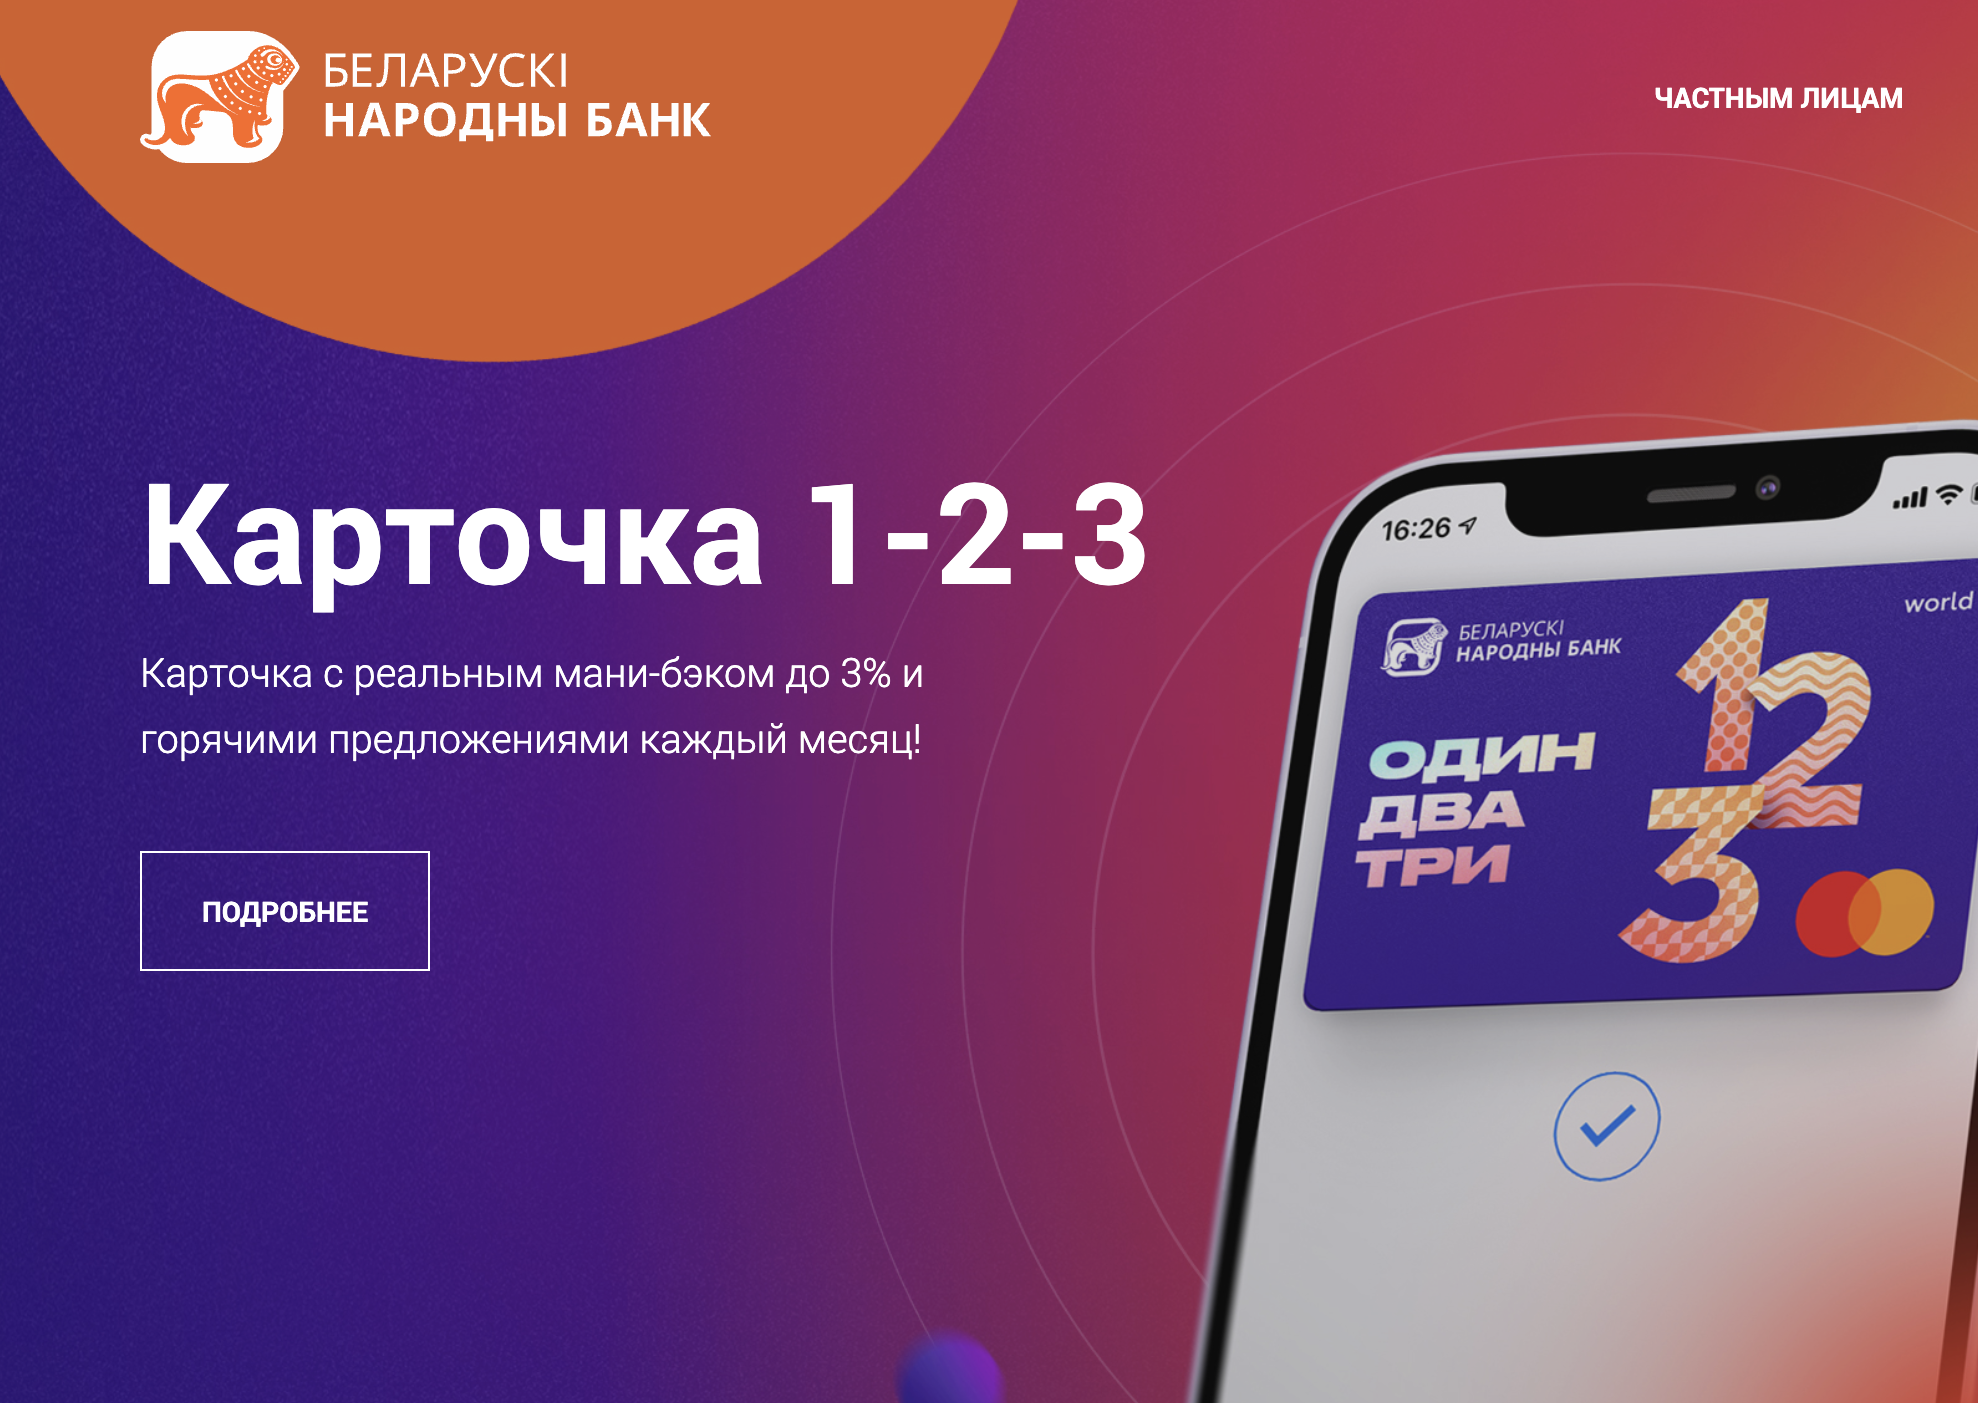 БЕЛАРУСКІ
НАРОДНЫ БАНК
ЧАСТНЫМ ЛИЦАМ
Карточка 1-2-3
Карточка с реальным мани-бэком до 3% и
горячими предложениями каждый месяц!
ПОДРОБНЕЕ
16:26
БЕЛАРУСКІ
НАРОДНЫ БАНК
world
ОДИН
ДВА
ТРИ
1
2
3